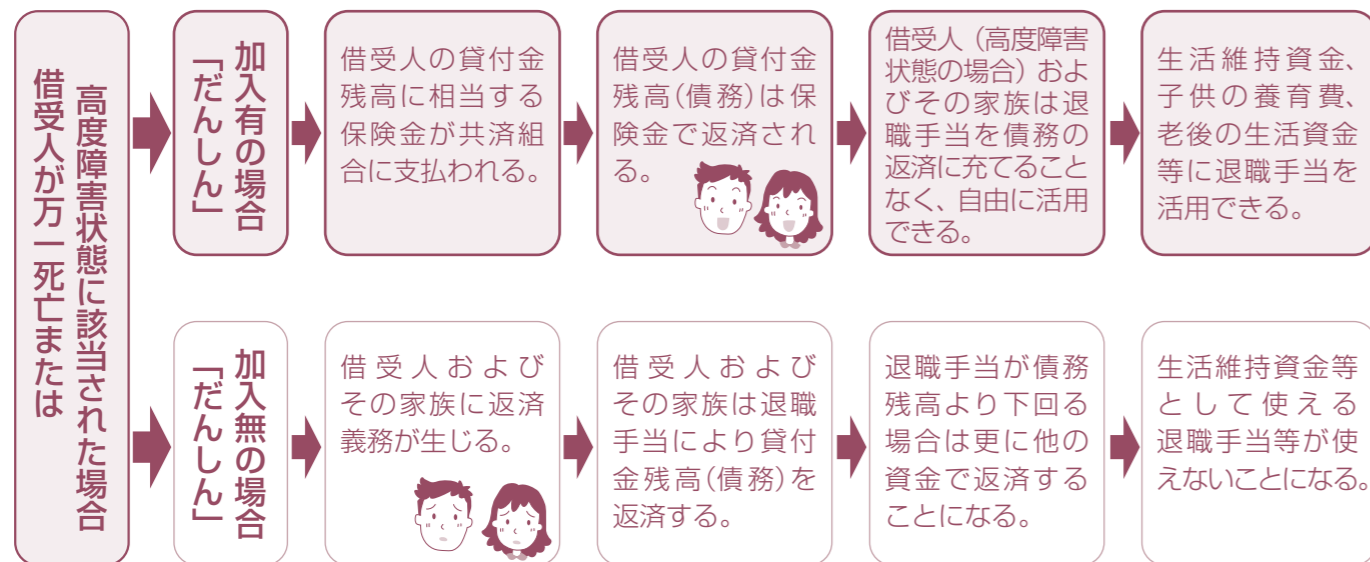 借受人が万一死亡または
高度障害状態に該当された場合
「だんしん」
加入有の場合
借受人の貸付金
残高に相当する
保険金が共済組
合に支払われる。
借受人の貸付金
残高(債務)は保
険金で返済され
る。
借受人（高度障害
状態の場合）およ
びその家族は退
職手当を債務の
返済に充てること
なく、自由に活用
できる。
生活維持資金、
子供の養育費、
老後の生活資金
等に退職手当を
活用できる。
「だんしん」
加入無の場合
借受人および
その家族に返済
義務が生じる。
借受人および
その家族は退職
手当により貸付
金残高(債務)を
返済する。
退職手当が債務
残高より下回る
場合は更に他の
資金で返済する
ことになる。
生活維持資金等
として使える
退職手当等が使
えないことになる。